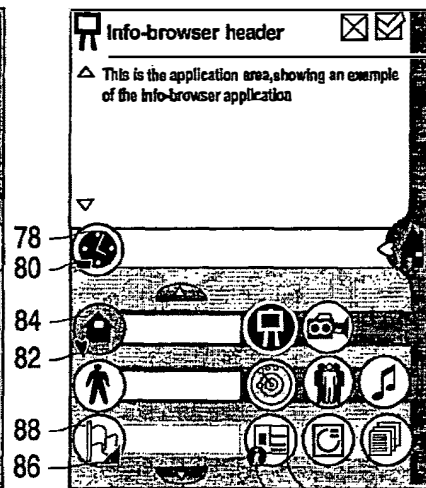 Info-browser header
This is the application area,showing an example
of the info-browser application
78
80
84
82
88
86